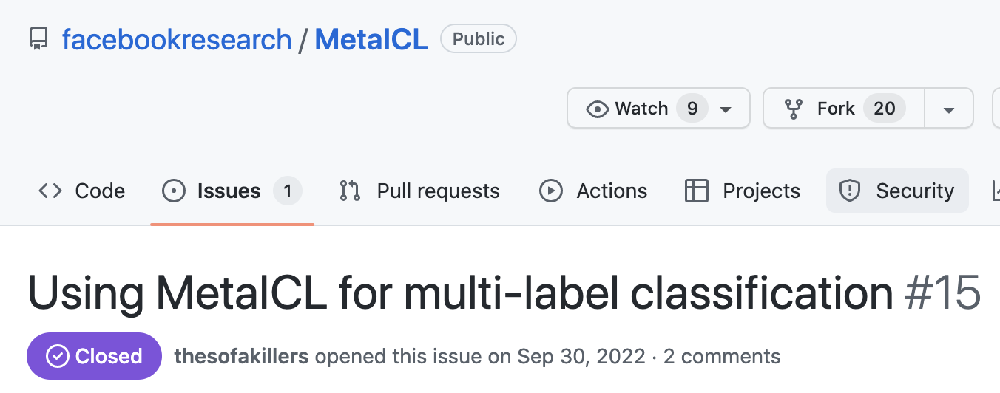 facebookresearch / MetaICL Public
Watch 9 Fork 20
Code Issues 1 Pull requests Actions Projects Security
Using MetaICL for multi-label classification #15
Closed thesofakillers opened this issue on Sep 30, 2022 · 2 comments